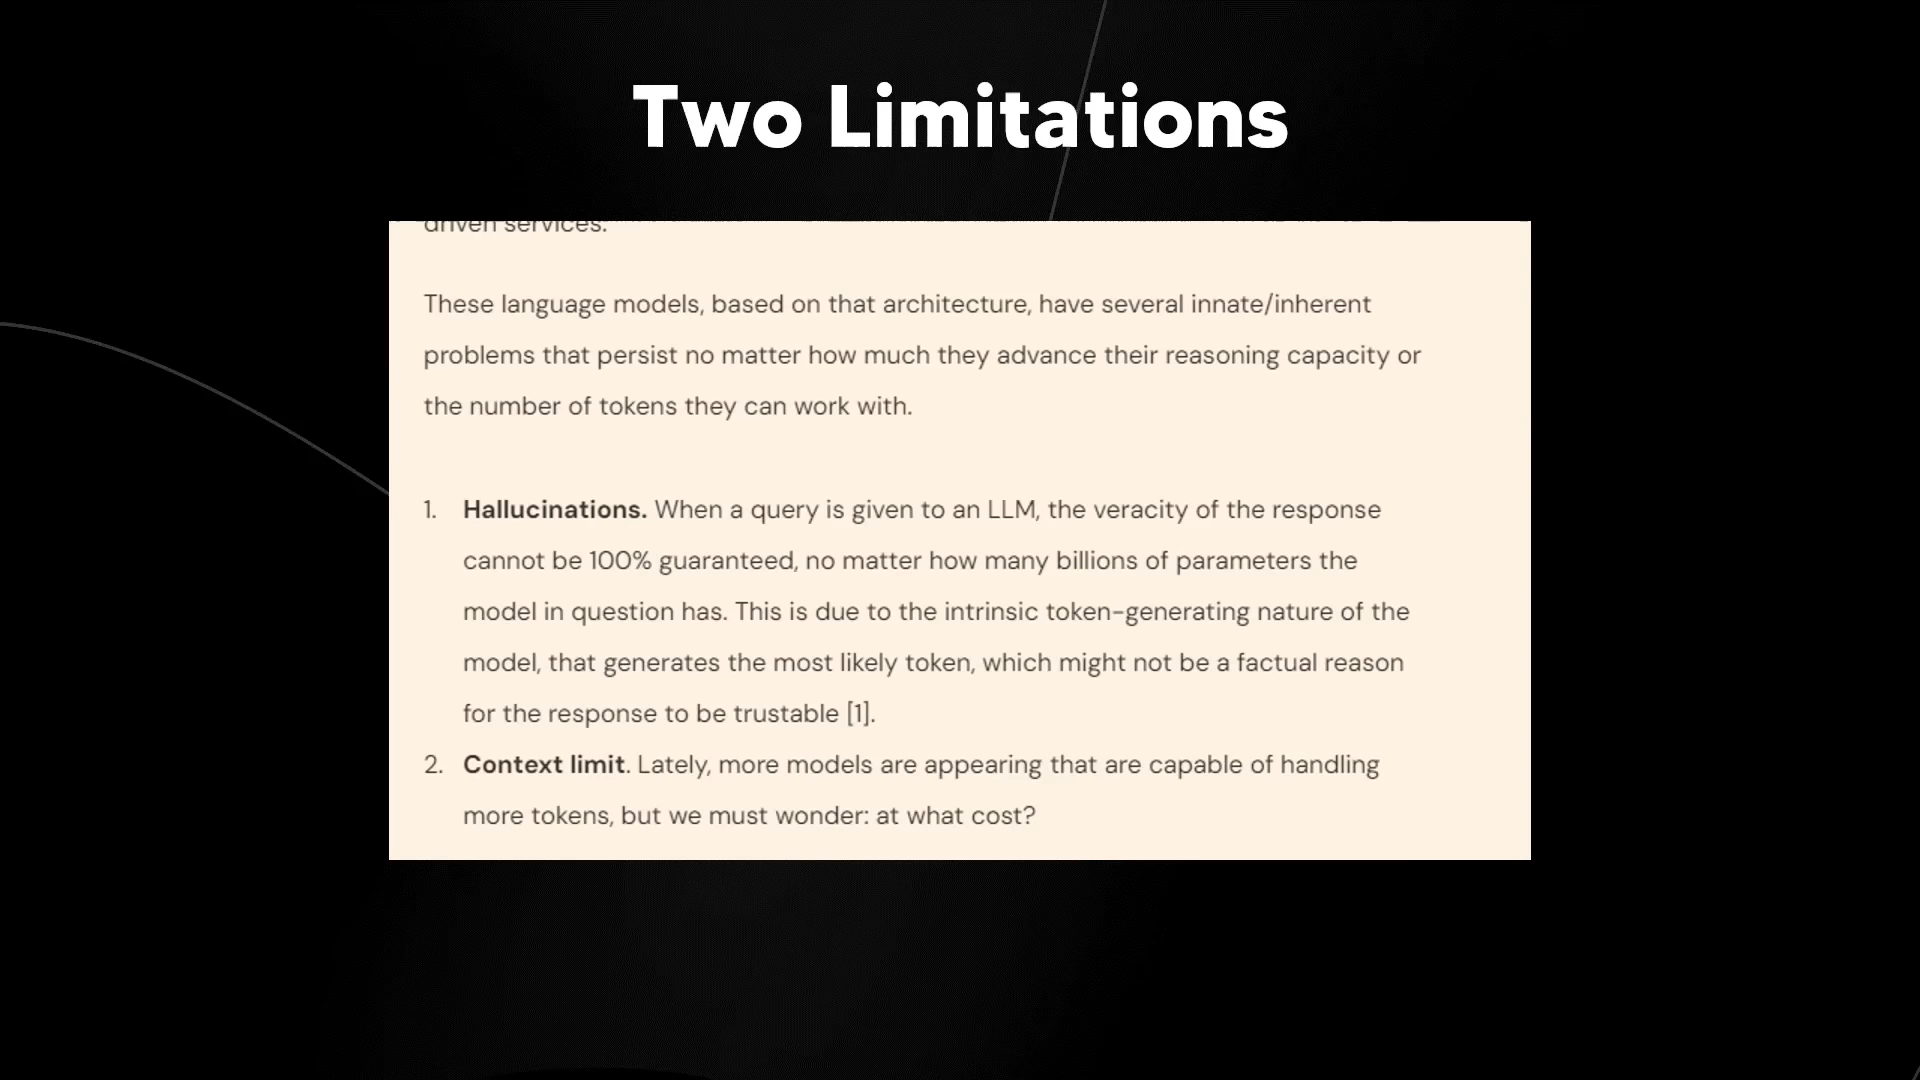 Two Limitations
driven services.
These language models, based on that architecture, have several innate/inherent
problems that persist no matter how much they advance their reasoning capacity or
the number of tokens they can work with.
1. Hallucinations. When a query is given to an LLM, the veracity of the response
cannot be 100% guaranteed, no matter how many billions of parameters the
model in question has. This is due to the intrinsic token-generating nature of the
model, that generates the most likely token, which might not be a factual reason
for the response to be trustable [1].
2. Context limit. Lately, more models are appearing that are capable of handling
more tokens, but we must wonder: at what cost?